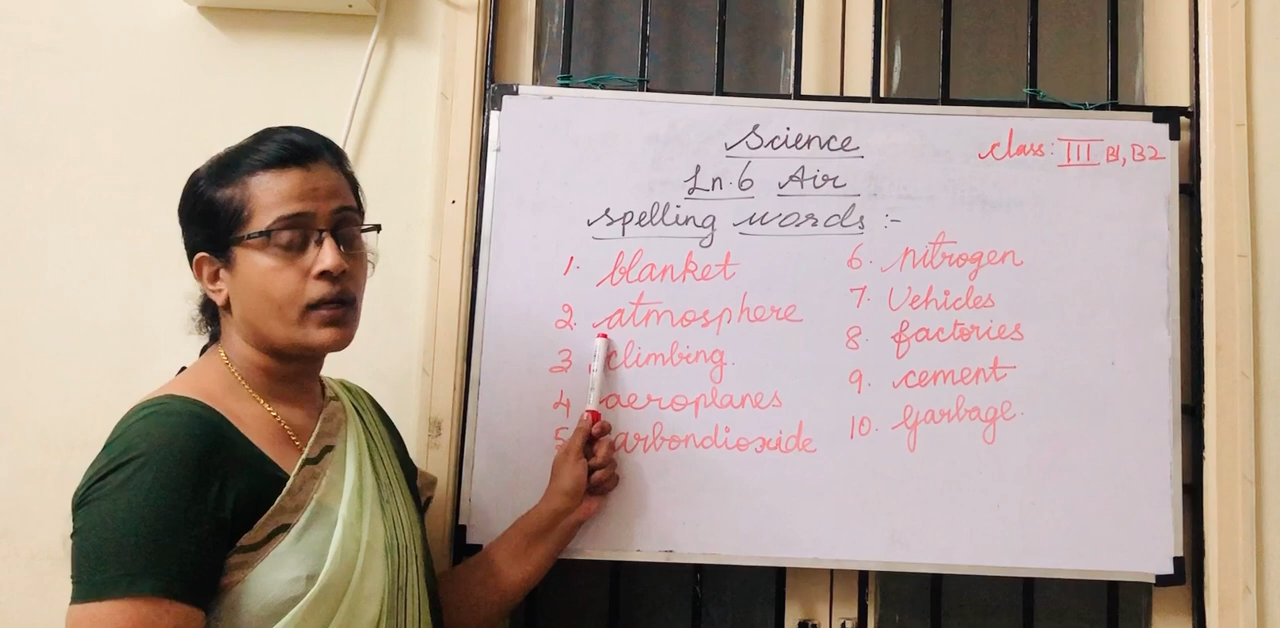 Science
class: III B1, B2
Ln. 6 Air
spelling words :-
1. blanket
2. atmosphere
3 climbing.
4 aeroplanes
5 arbondioxide
6. nitrogen
7. Vehicles
8. factories
9. cement
10. garbage.